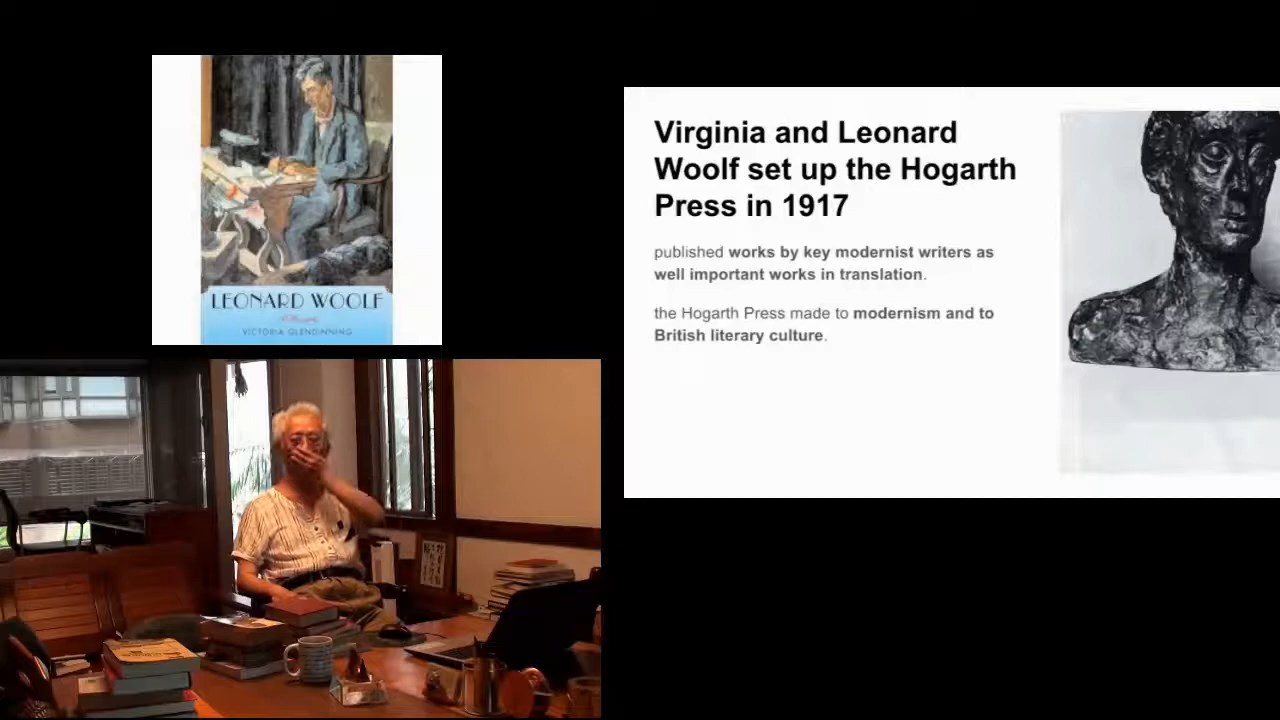 LEONARD WOOLF
VICTORIA GLENDINNING
Virginia and Leonard
Woolf set up the Hogarth
Press in 1917
published works by key modernist writers as
well important works in translation.
the Hogarth Press made to modernism and to
British literary culture.